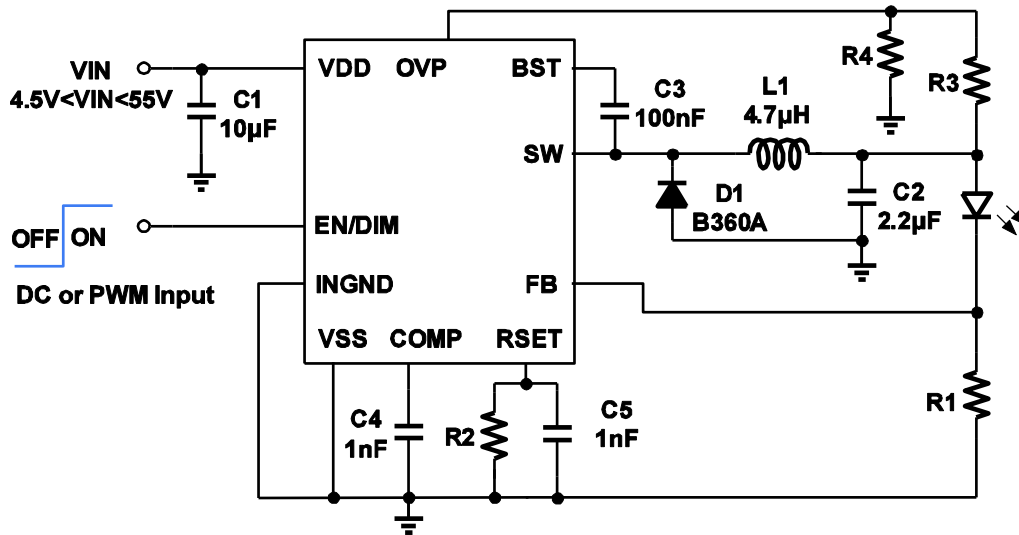 VIN
4.5V<VIN<55V
C1
10µF
VDD
OVP
BST
C3
100nF
L1
4.7µH
R4
R3
SW
D1
B360A
C2
2.2µF
OFF
ON
EN/DIM
DC or PWM Input
INGND
FB
VSS
COMP
RSET
C4
1nF
R2
C5
1nF
R1